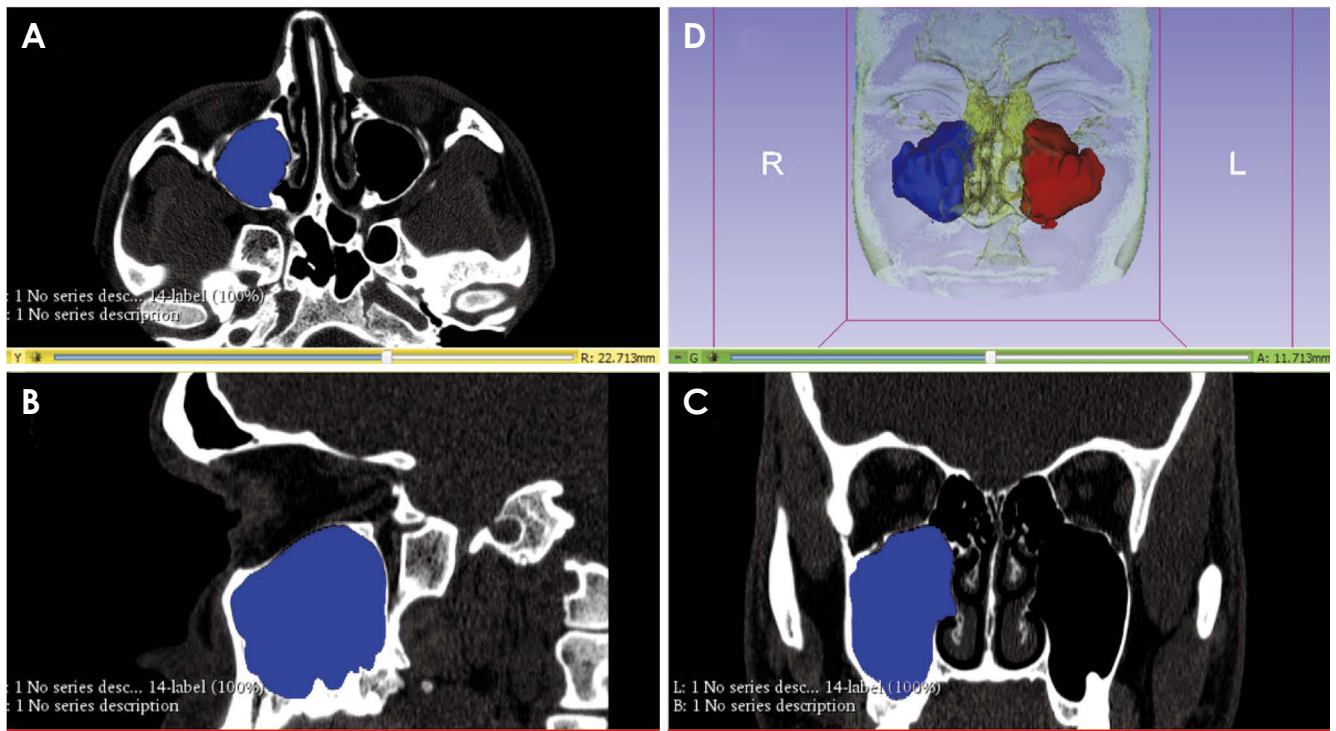 A
: 1 No series desc... 14-label (100%)
: 1 No series description
D
R
L
Y R: 22.713mm
G A: 11.713mm
B
: 1 No series desc... 14-label (100%)
: 1 No series description
C
L: 1 No series desc... 14-label (100%)
B: 1 No series description